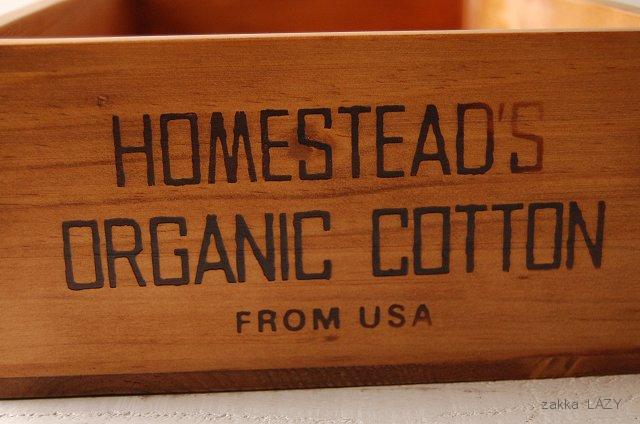 HOMESTEAD'S
ORGANIC COTTON
FROM USA
zakka LAZY